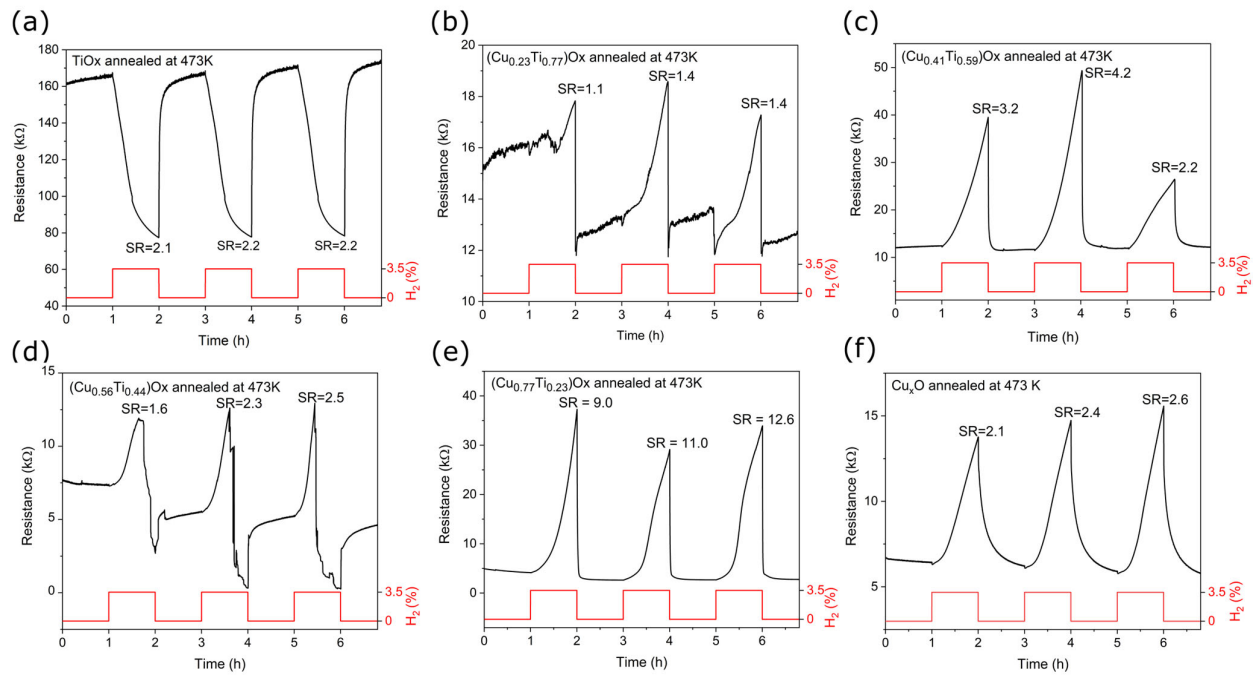 (a)
TiOx annealed at 473K
180
160
140
120
100
80
60
40
Resistance (kΩ)
SR=2.1
SR=2.2
SR=2.2
3.5
0
H₂ (%)
0 1 2 3 4 5 6
Time (h)
(b)
(Cu₀.₂₃Ti₀.₇₇)Ox annealed at 473K
20
18
16
14
12
10
Resistance (kΩ)
SR=1.1
SR=1.4
SR=1.4
3.5
0
H₂ (%)
0 1 2 3 4 5 6
Time (h)
(c)
(Cu₀.₄₁Ti₀.₅₉)Ox annealed at 473K
50
40
30
20
10
Resistance (kΩ)
SR=3.2
SR=4.2
SR=2.2
3.5
0
H₂ (%)
0 1 2 3 4 5 6
Time (h)
(d)
(Cu₀.₅₆Ti₀.₄₄)Ox annealed at 473K
15
10
5
0
Resistance (kΩ)
SR=1.6
SR=2.3
SR=2.5
3.5
0
H₂ (%)
0 1 2 3 4 5 6
Time (h)
(e)
(Cu₀.₇₇Ti₀.₂₃)Ox annealed at 473K
40
30
20
10
0
Resistance (kΩ)
SR = 9.0
SR = 11.0
SR = 12.6
3.5
0
H₂ (%)
0 1 2 3 4 5 6
Time (h)
(f)
CuₓO annealed at 473 K
15
10
5
Resistance (kΩ)
SR=2.1
SR=2.4
SR=2.6
3.5
0
H₂ (%)
0 1 2 3 4 5 6
Time (h)